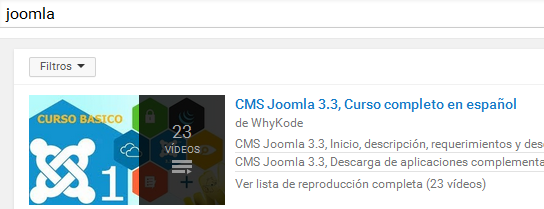 joomla
Filtros
CURSO BASICO
1
23
VÍDEOS
CMS Joomla 3.3, Curso completo en español
de WhyKode
CMS Joomla 3.3, Inicio, descripción, requerimientos y
CMS Joomla 3.3, Descarga de aplicaciones
Ver lista de reproducción completa (23 vídeos)